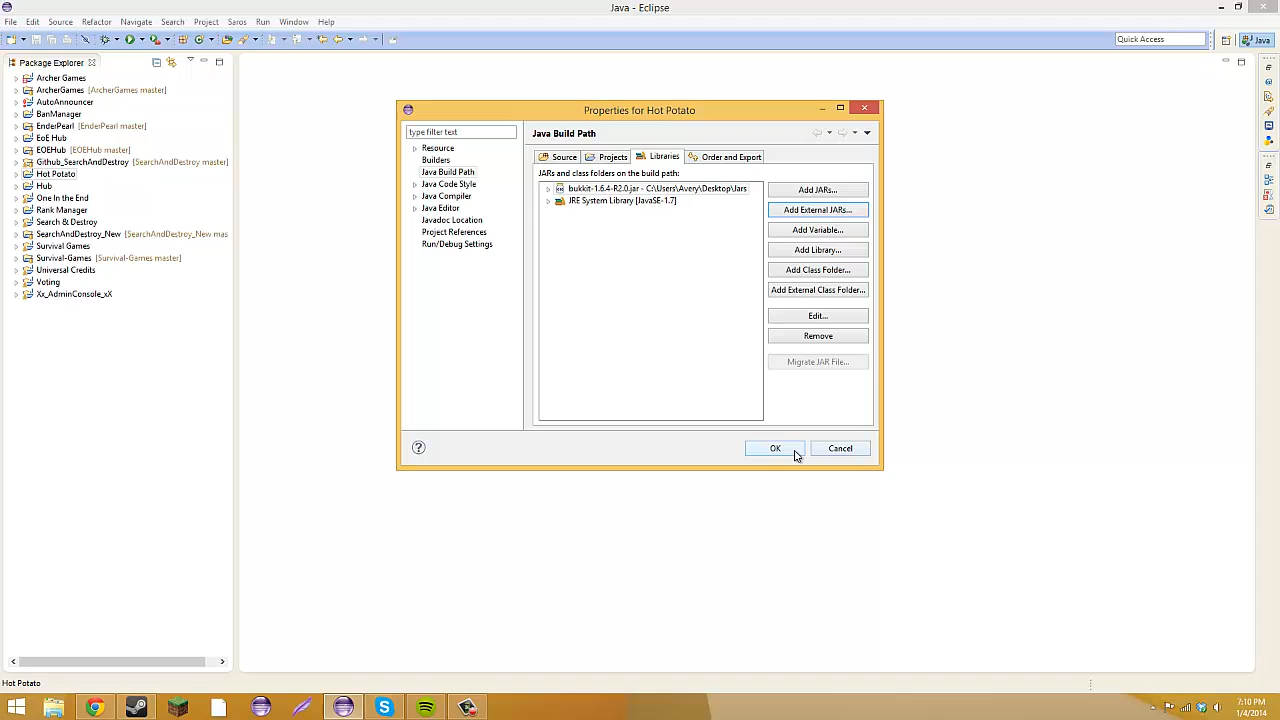 Java - Eclipse
File Edit Source Refactor Navigate Search Project Saros Run Window Help
Quick Access
Java
Package Explorer
Archer Games
ArcherGames [ArcherGames master]
AutoAnnouncer
BanManager
EnderPearl [EnderPearl master]
EoE Hub
EOEHub [EOEHub master]
Github_SearchAndDestroy [SearchAndDestroy master]
Hot Potato
Hub
One In the End
Rank Manager
Search & Destroy
SearchAndDestroy_New [SearchAndDestroy_New mas
Survival Games
Survival-Games [Survival-Games master]
Universal Credits
Voting
Xx_AdminConsole_xX
Properties for Hot Potato
type filter text
Resource
Builders
Java Build Path
Java Code Style
Java Compiler
Java Editor
Javadoc Location
Project References
Run/Debug Settings
Java Build Path
Source Projects Libraries Order and Export
JARs and class folders on the build path:
bukkit-1.6.4-R2.0.jar - C:\Users\Avery\Desktop\Jars
JRE System Library [JavaSE-1.7]
Add JARs...
Add External JARs...
Add Variable...
Add Library...
Add Class Folder...
Add External Class Folder...
Edit...
Remove
Migrate JAR File...
OK Cancel
Hot Potato
7:10 PM
1/4/2014